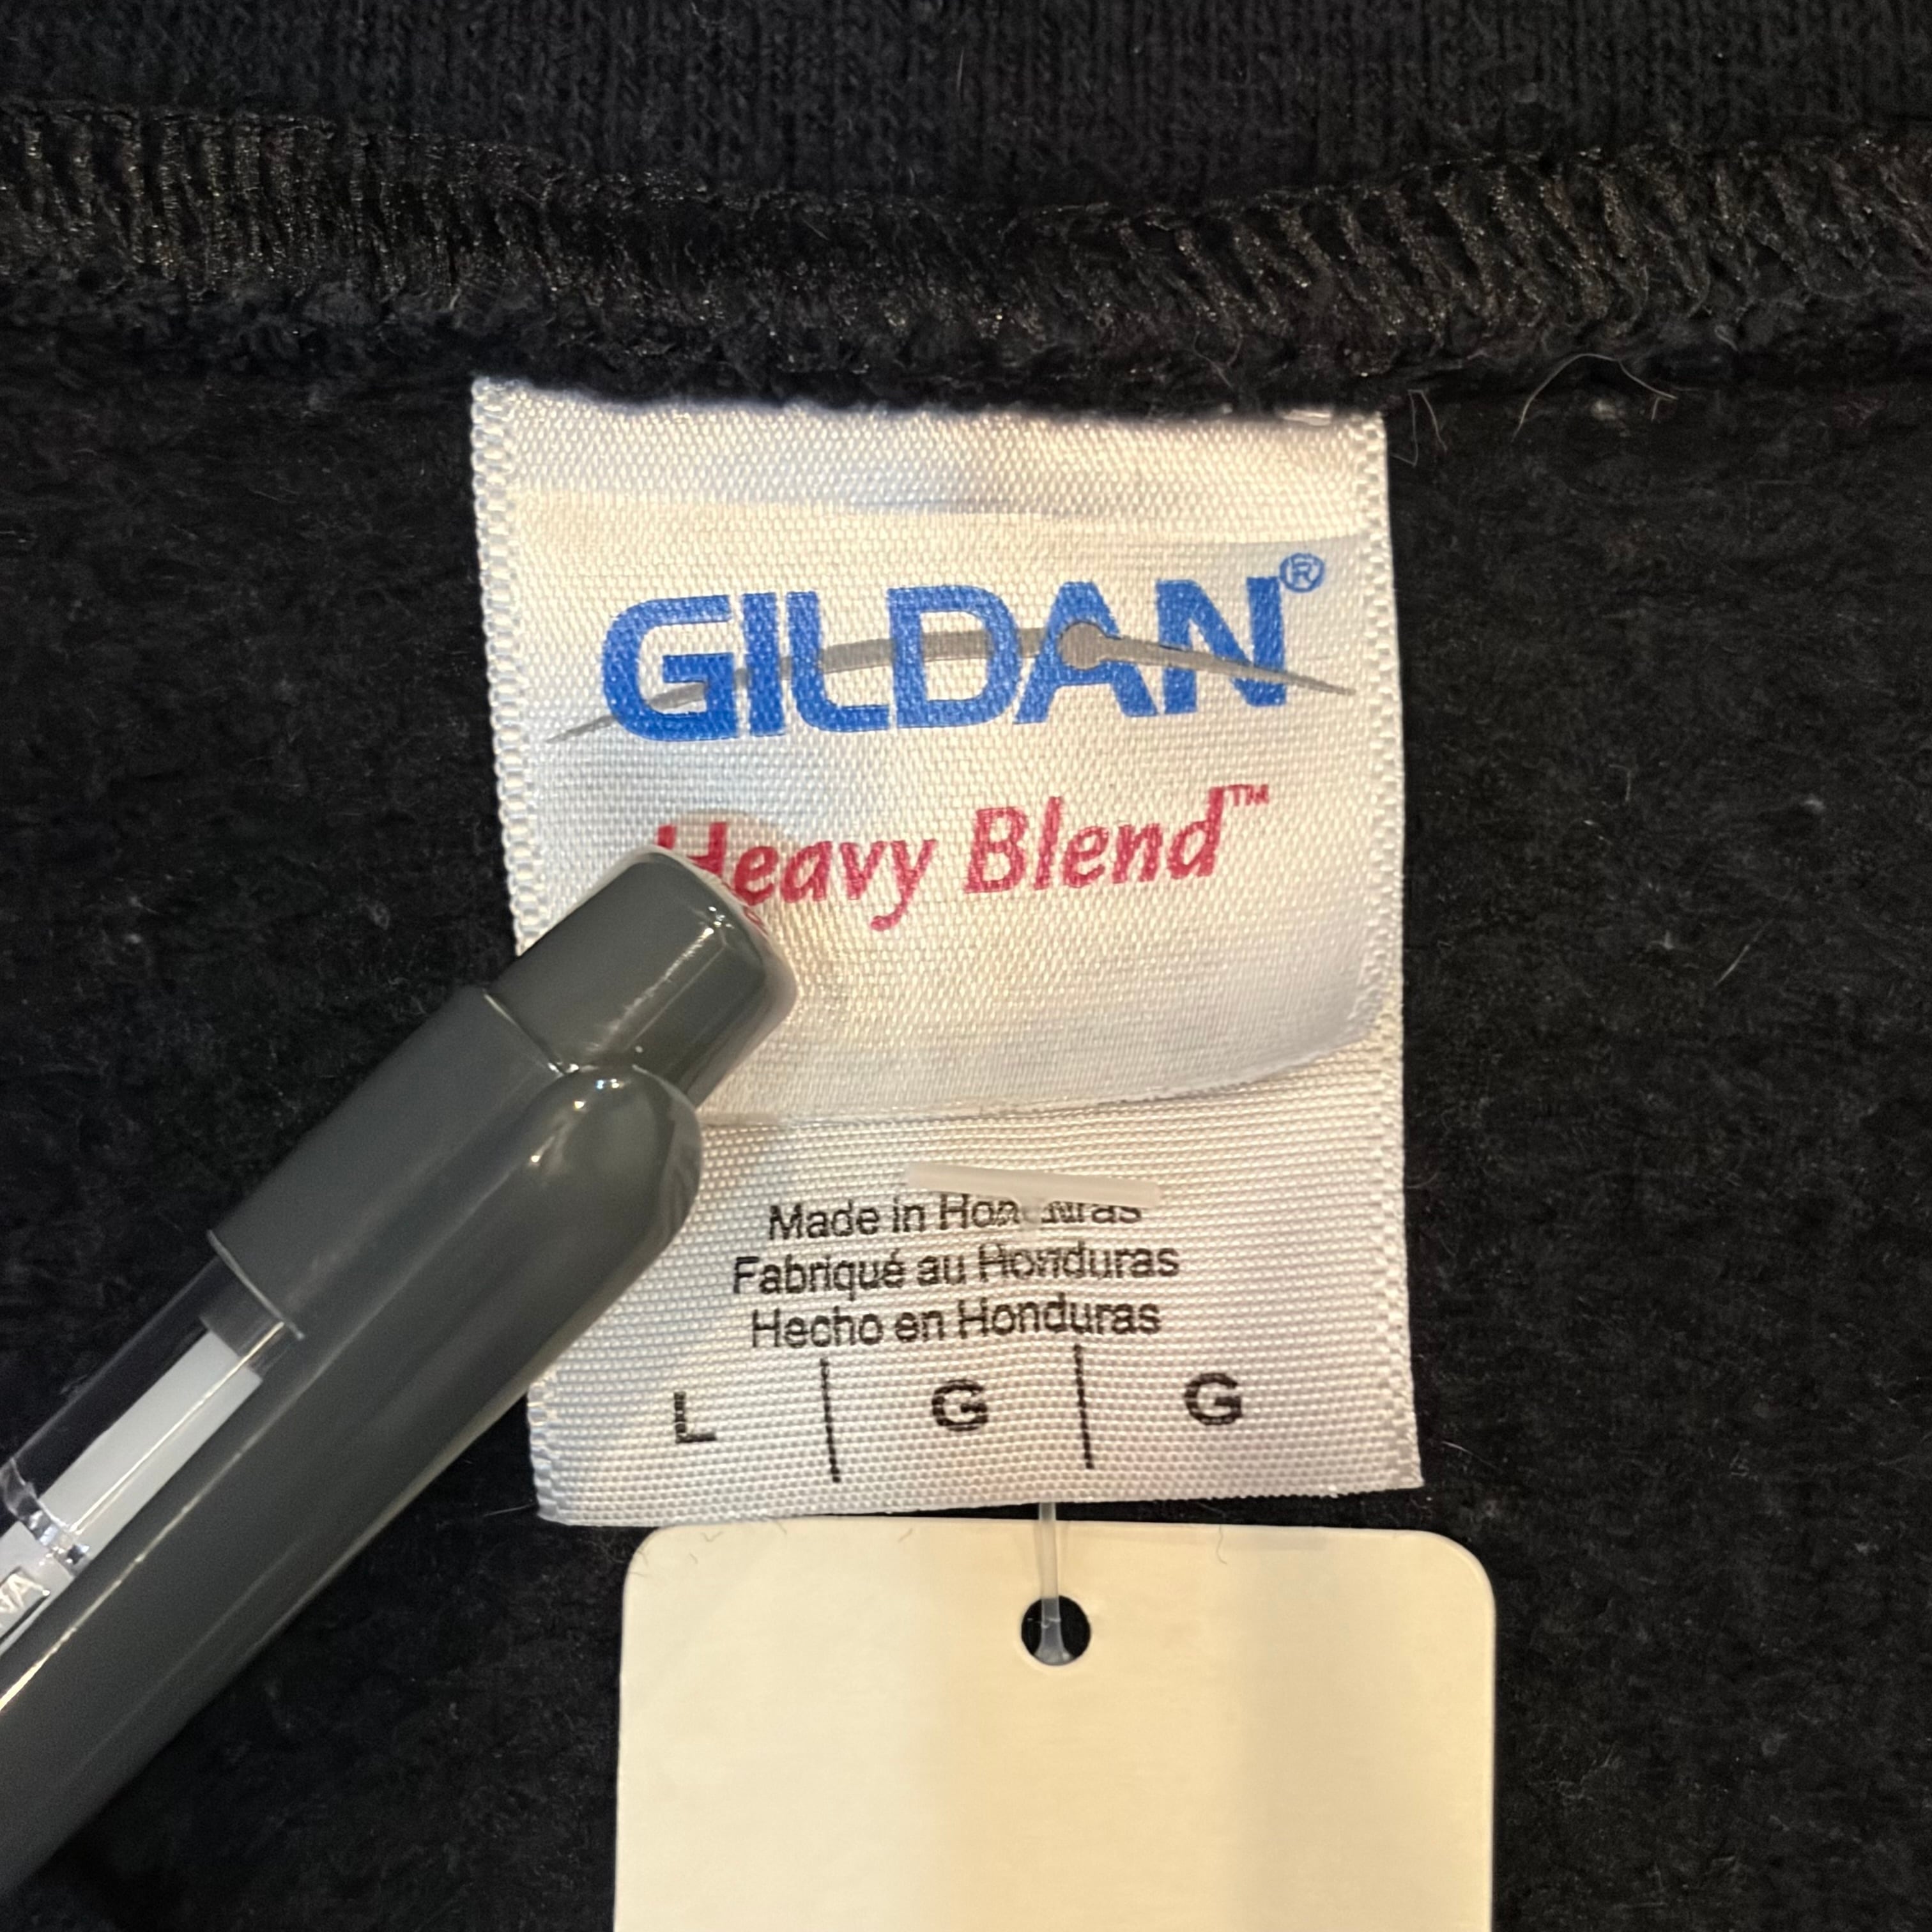 GILDAN®
Heavy Blend™
Made in Honduras
Fabriqué au Honduras
Hecho en Honduras
L | G | G